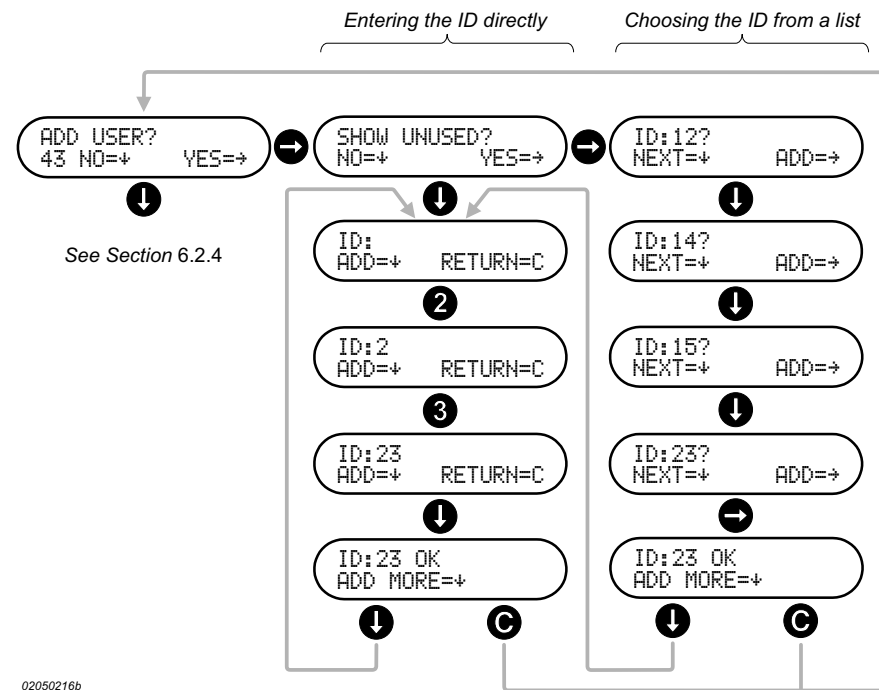 Entering the ID directly
Choosing the ID from a list
ADD USER?
43 NO=↓ YES=→
See Section 6.2.4
SHOW UNUSED?
NO=↓ YES=→
ID:
ADD=↓ RETURN=C
2
ID:2
ADD=↓ RETURN=C
3
ID:23
ADD=↓ RETURN=C
ID:23 OK
ADD MORE=↓
C
ID:12?
NEXT=↓ ADD=→
ID:14?
NEXT=↓ ADD=→
ID:15?
NEXT=↓ ADD=→
ID:23?
NEXT=↓ ADD=→
ID:23 OK
ADD MORE=↓
C
02050216b